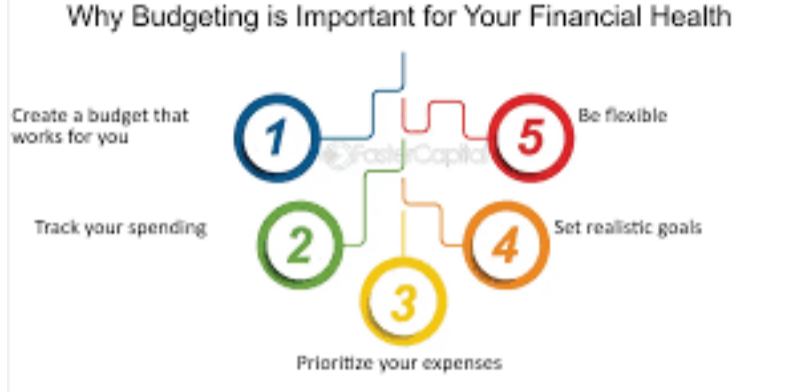 Why Budgeting is Important for Your Financial Health
1
Create a budget that
works for you
2
Track your spending
3
Prioritize your expenses
4
Set realistic goals
5
Be flexible
FasterCapital